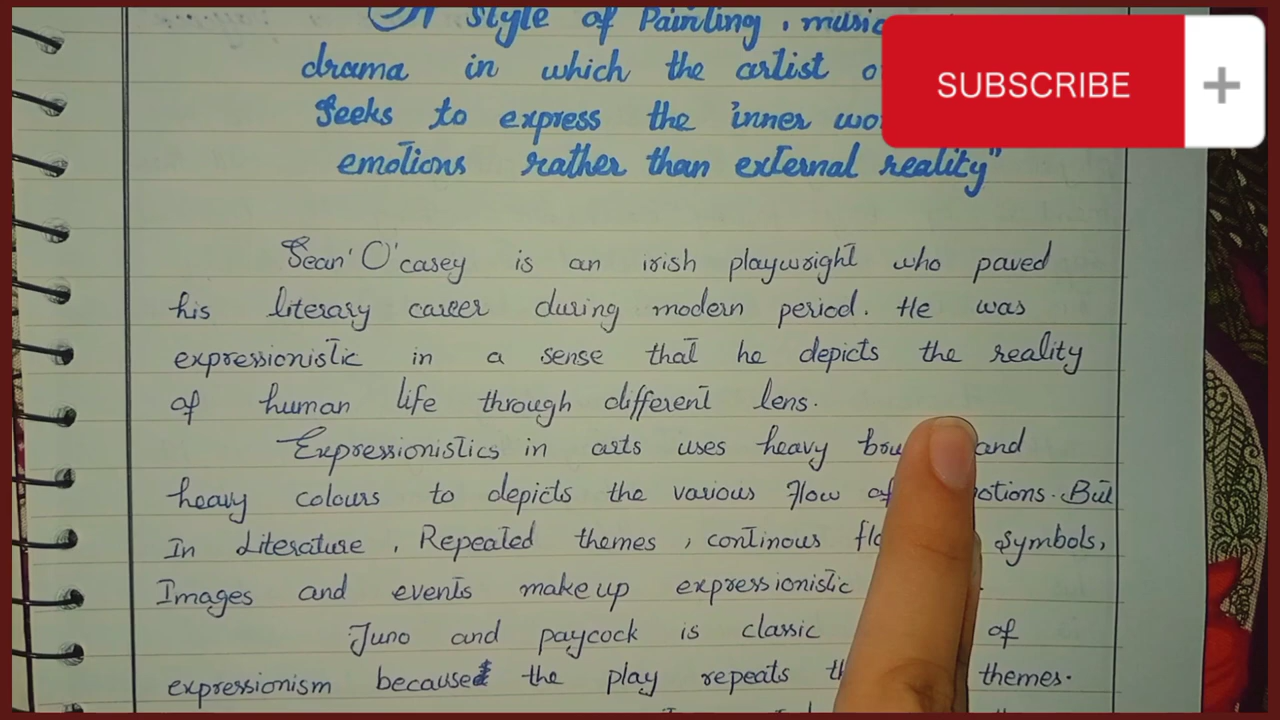 "A style of Painting, music
drama in which the artist
Seeks to express the inner
emotions rather than external reality"
SUBSCRIBE +
Sean' O'casey is an irish playwright who paved
his literary career during modern period. He was
expressionistic in a sense that he depicts the reality
of human life through different lens.
Expressionistics in arts uses heavy and
heavy colours to depicts the various flow of But
In Literature, Repeated themes, continous symbols,
Images and events make up expressionistic
Juno and paycock is classic of
expressionism because the play repeats themes.